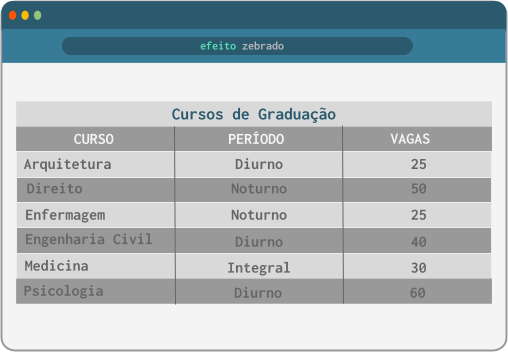 efeito zebrado
Cursos de Graduação
CURSO PERÍODO VAGAS
Arquitetura Diurno 25
Direito Noturno 50
Enfermagem Noturno 25
Engenharia Civil Diurno 40
Medicina Integral 30
Psicologia Diurno 60